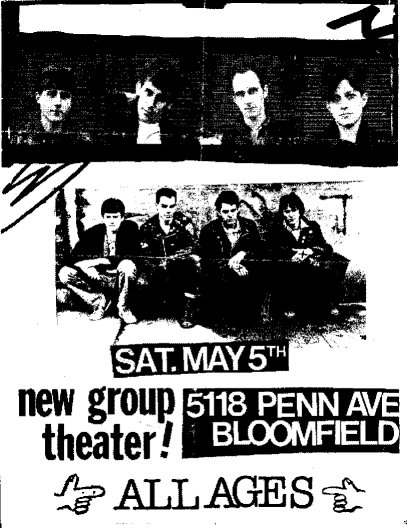 SAT. MAY 5TH
new group
theater!
5118 PENN AVE
BLOOMFIELD
ALL AGES